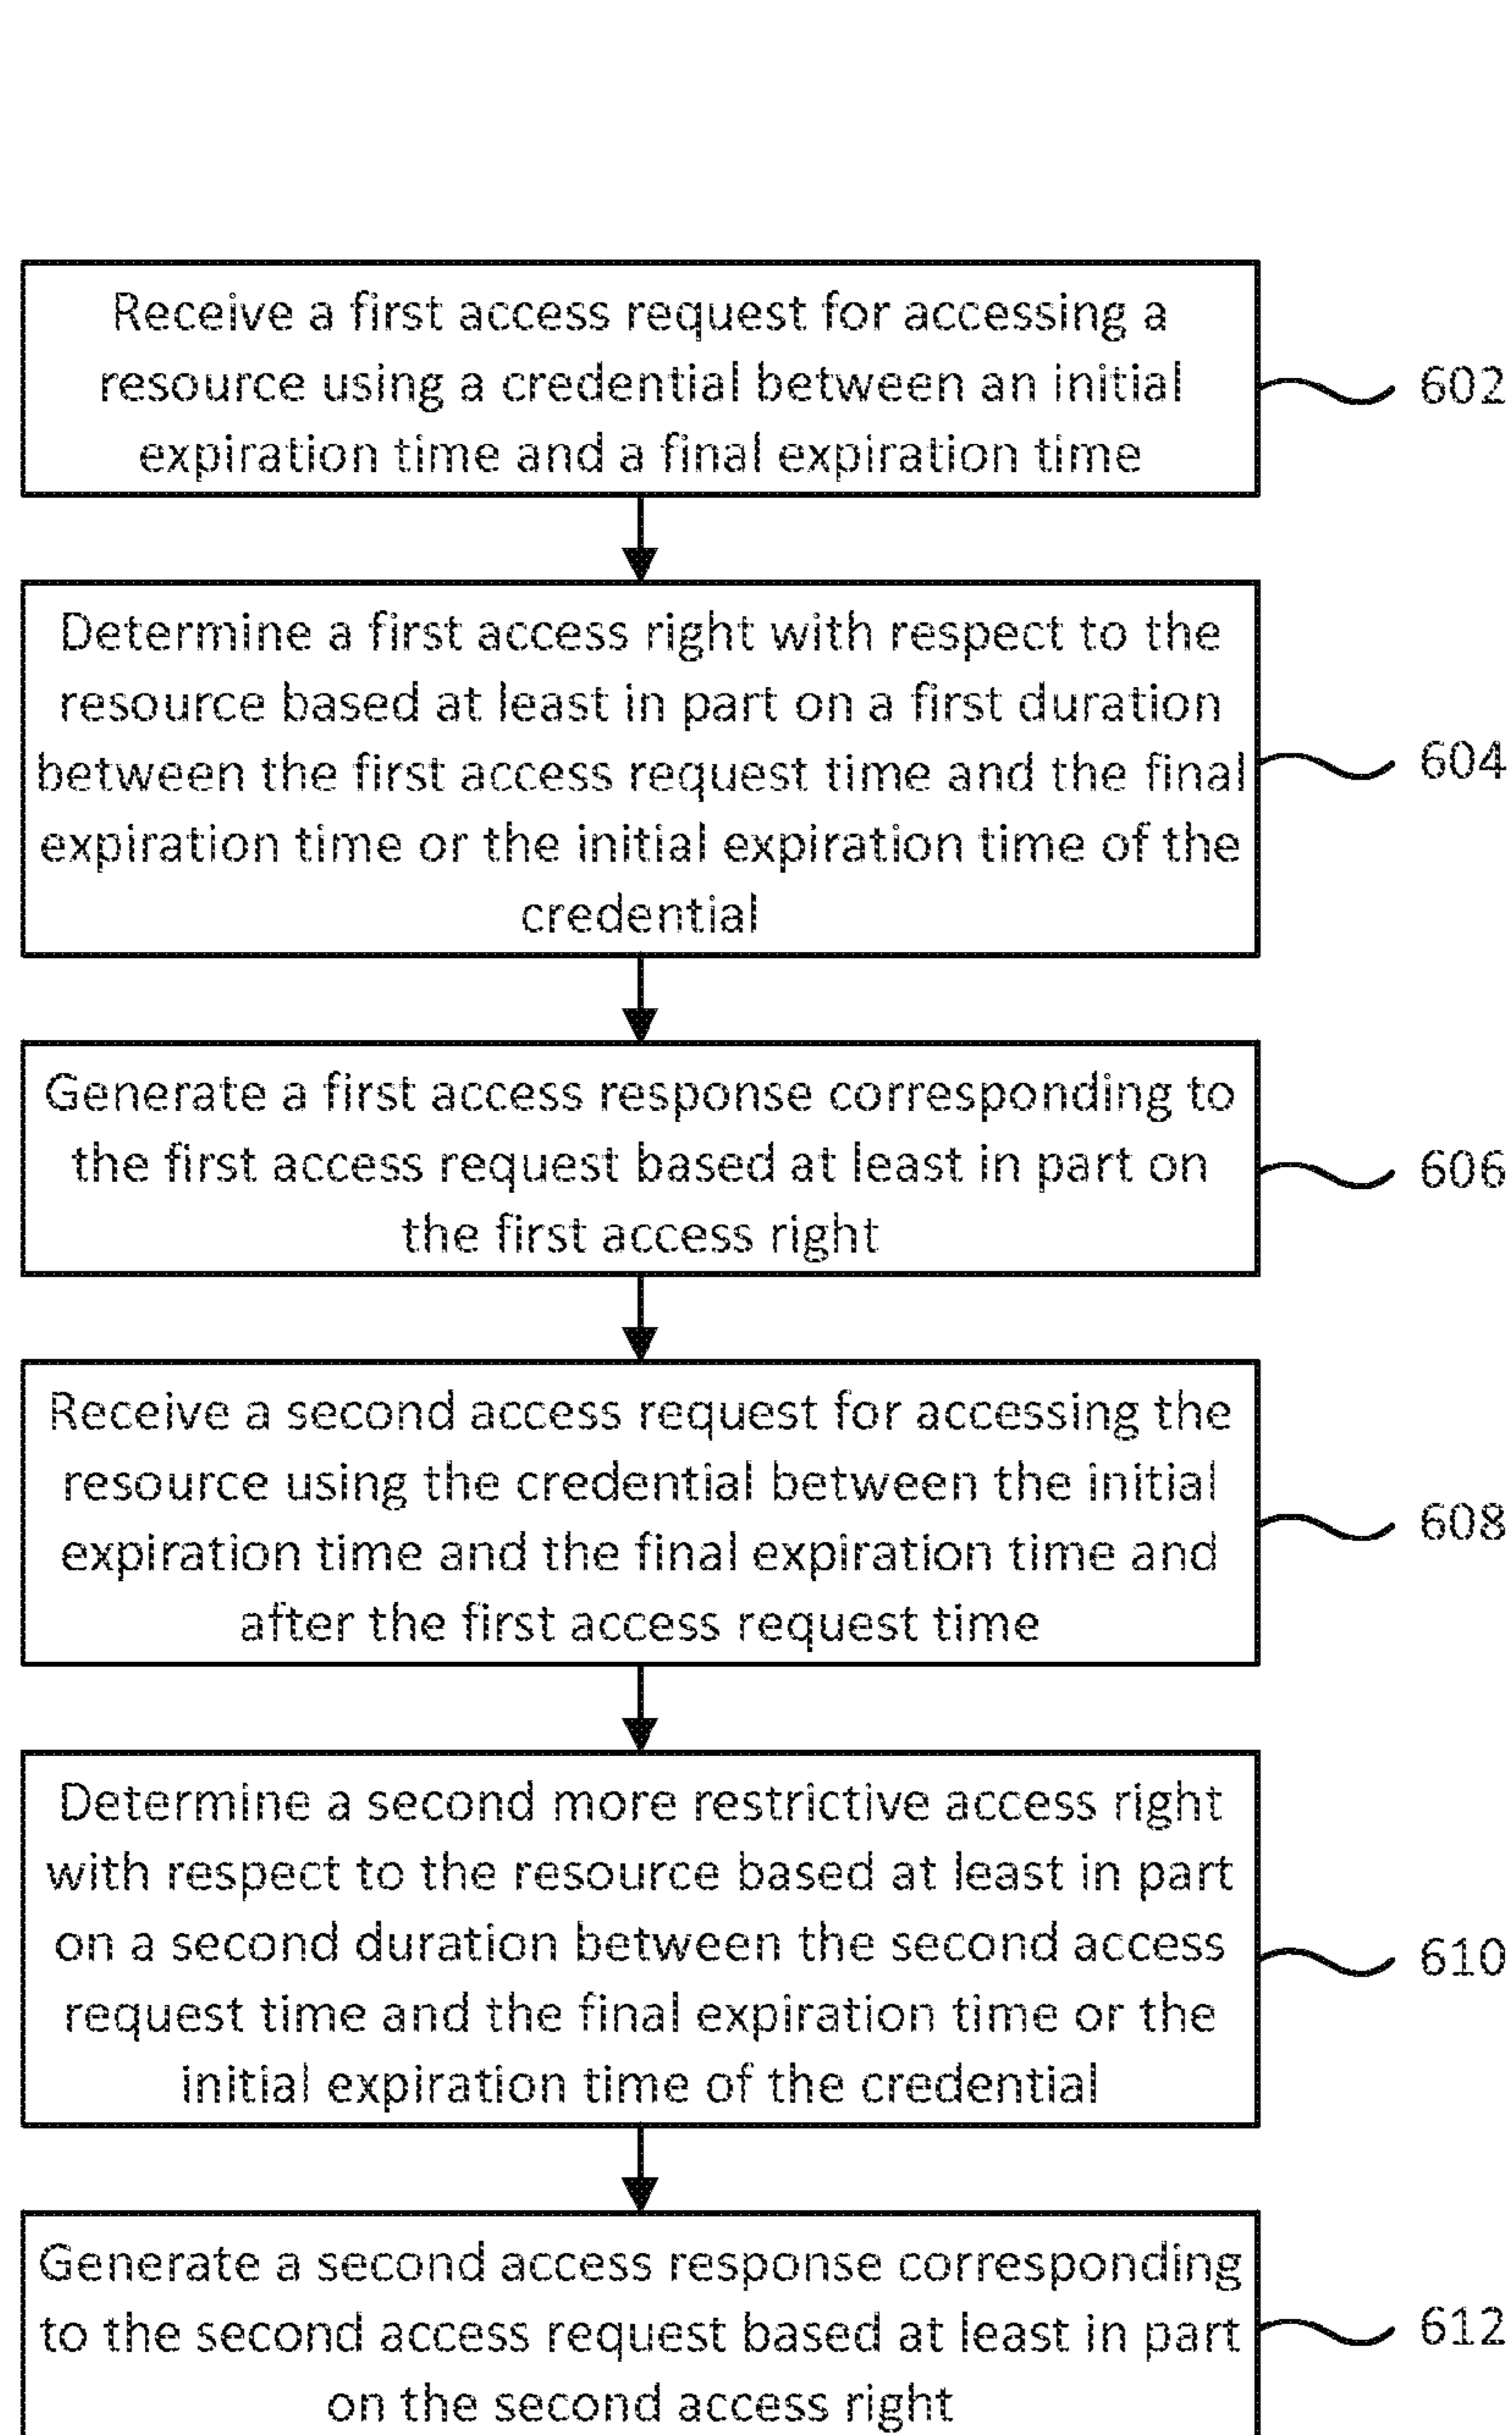 Receive a first access request for accessing a
resource using a credential between an initial
expiration time and a final expiration time
602
Determine a first access right with respect to the
resource based at least in part on a first duration
between the first access request time and the final
expiration time or the initial expiration time of the
credential
604
Generate a first access response corresponding to
the first access request based at least in part on
the first access right
606
Receive a second access request for accessing the
resource using the credential between the initial
expiration time and the final expiration time and
after the first access request time
608
Determine a second more restrictive access right
with respect to the resource based at least in part
on a second duration between the second access
request time and the final expiration time or the
initial expiration time of the credential
610
Generate a second access response corresponding
to the second access request based at least in part
on the second access right
612